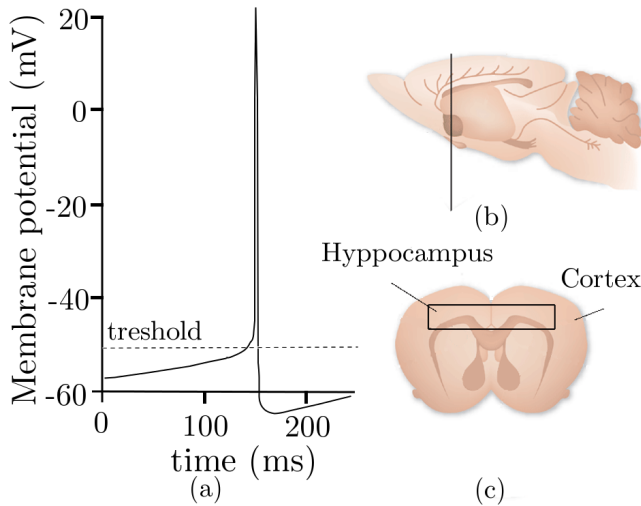 Membrane potential (mV)
20
0
-20
-40
-60
treshold
0
100
200
time (ms)
(a)
(b)
Hyppocampus
Cortex
(c)